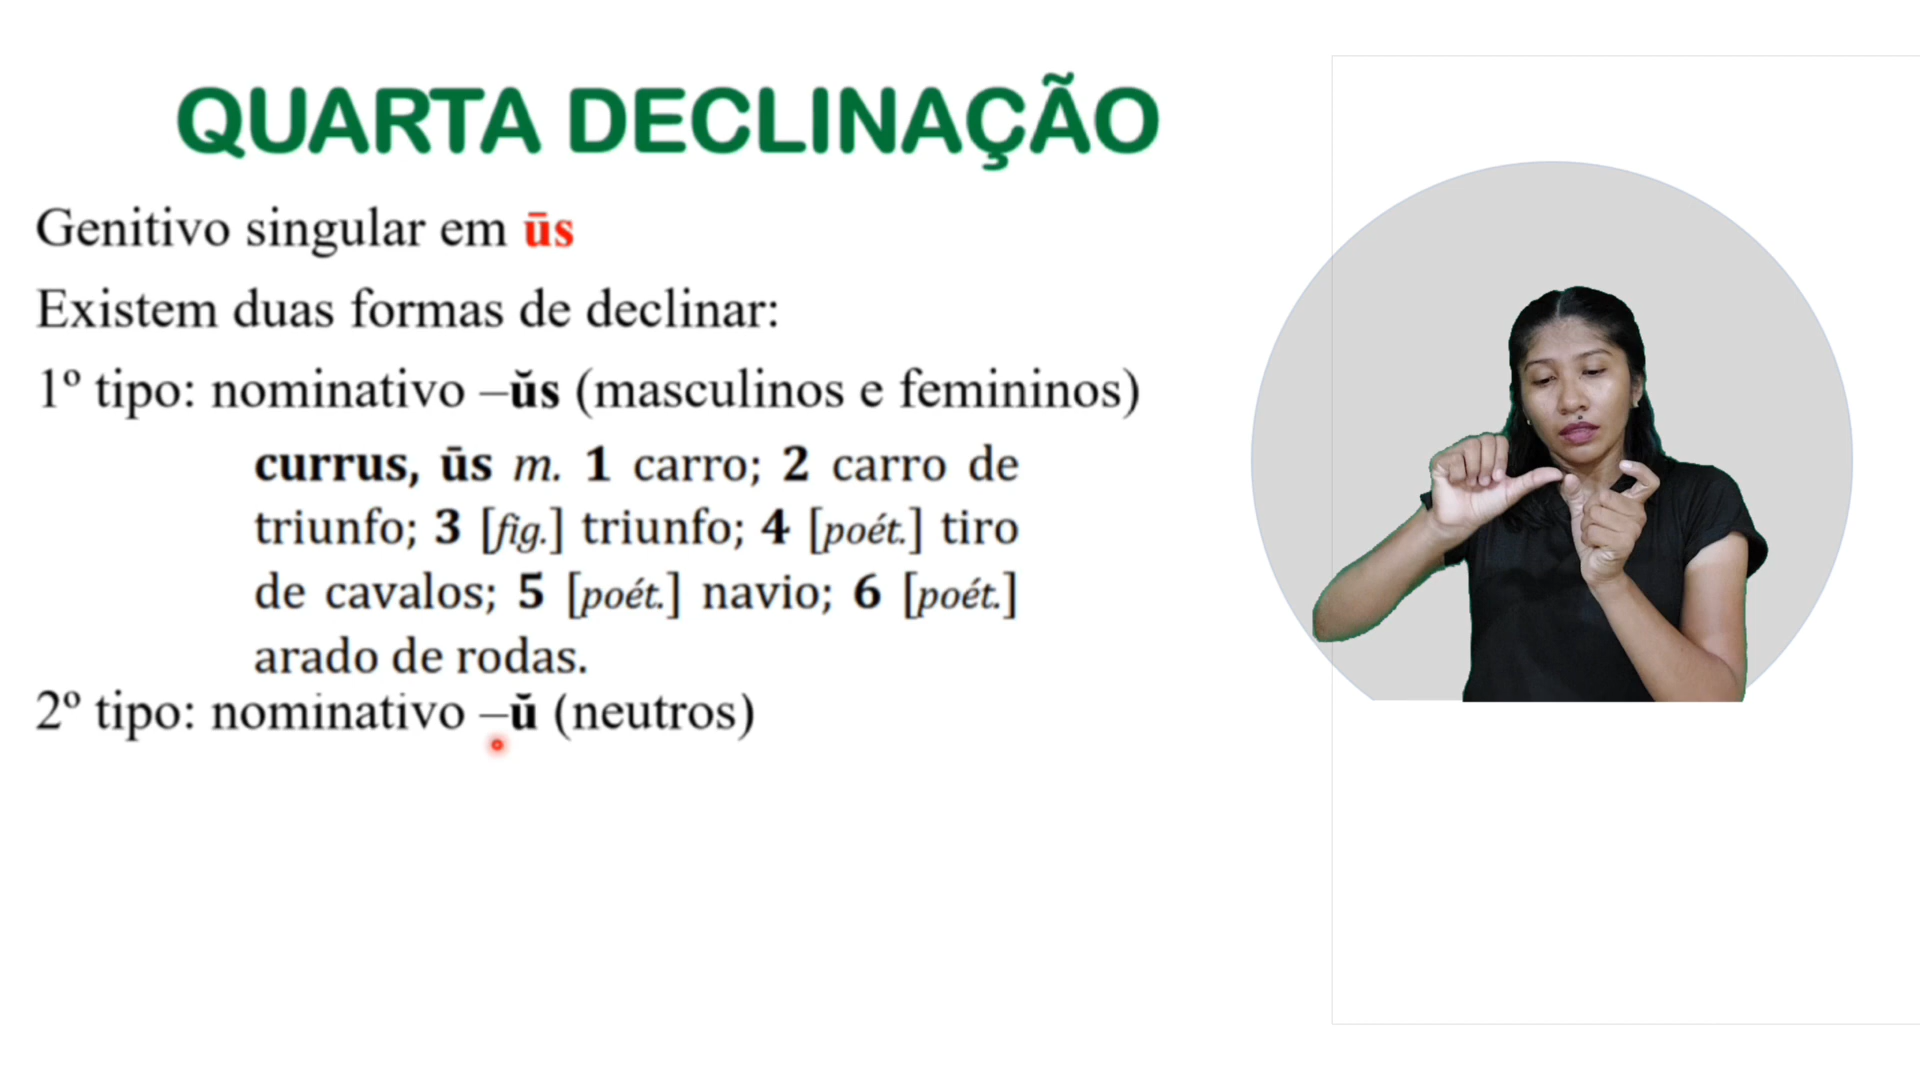 QUARTA DECLINAÇÃO
Genitivo singular em ūs
Existem duas formas de declinar:
1º tipo: nominativo –ŭs (masculinos e femininos)
currus, ūs m. 1 carro; 2 carro de
triunfo; 3 [fig.] triunfo; 4 [poét.] tiro
de cavalos; 5 [poét.] navio; 6 [poét.]
arado de rodas.
2º tipo: nominativo –ŭ (neutros)